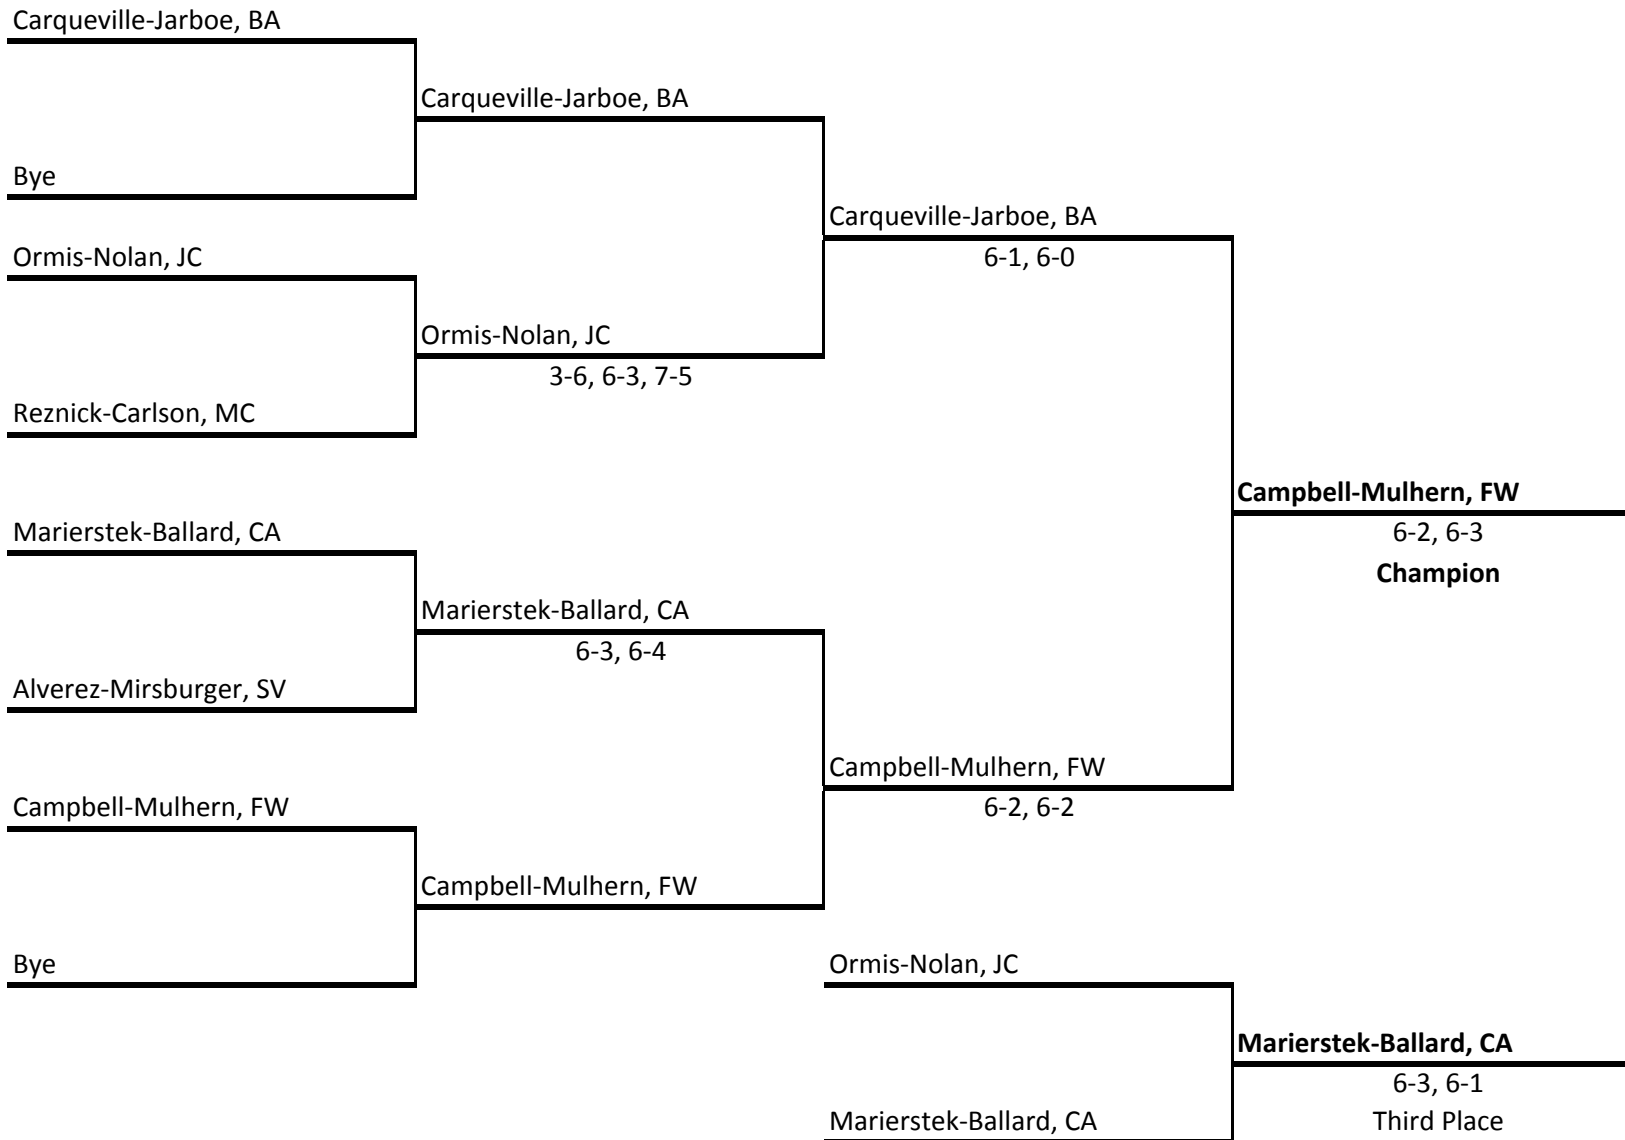 Carqueville-Jarboe, BA
Carqueville-Jarboe, BA
Bye
Carqueville-Jarboe, BA
6-1, 6-0
Ormis-Nolan, JC
Ormis-Nolan, JC
3-6, 6-3, 7-5
Reznick-Carlson, MC
Campbell-Mulhern, FW
6-2, 6-3
Champion
Marierstek-Ballard, CA
Marierstek-Ballard, CA
6-3, 6-4
Alverez-Mirsburger, SV
Campbell-Mulhern, FW
6-2, 6-2
Campbell-Mulhern, FW
Campbell-Mulhern, FW
Bye
Ormis-Nolan, JC
Marierstek-Ballard, CA
6-3, 6-1
Third Place
Marierstek-Ballard, CA